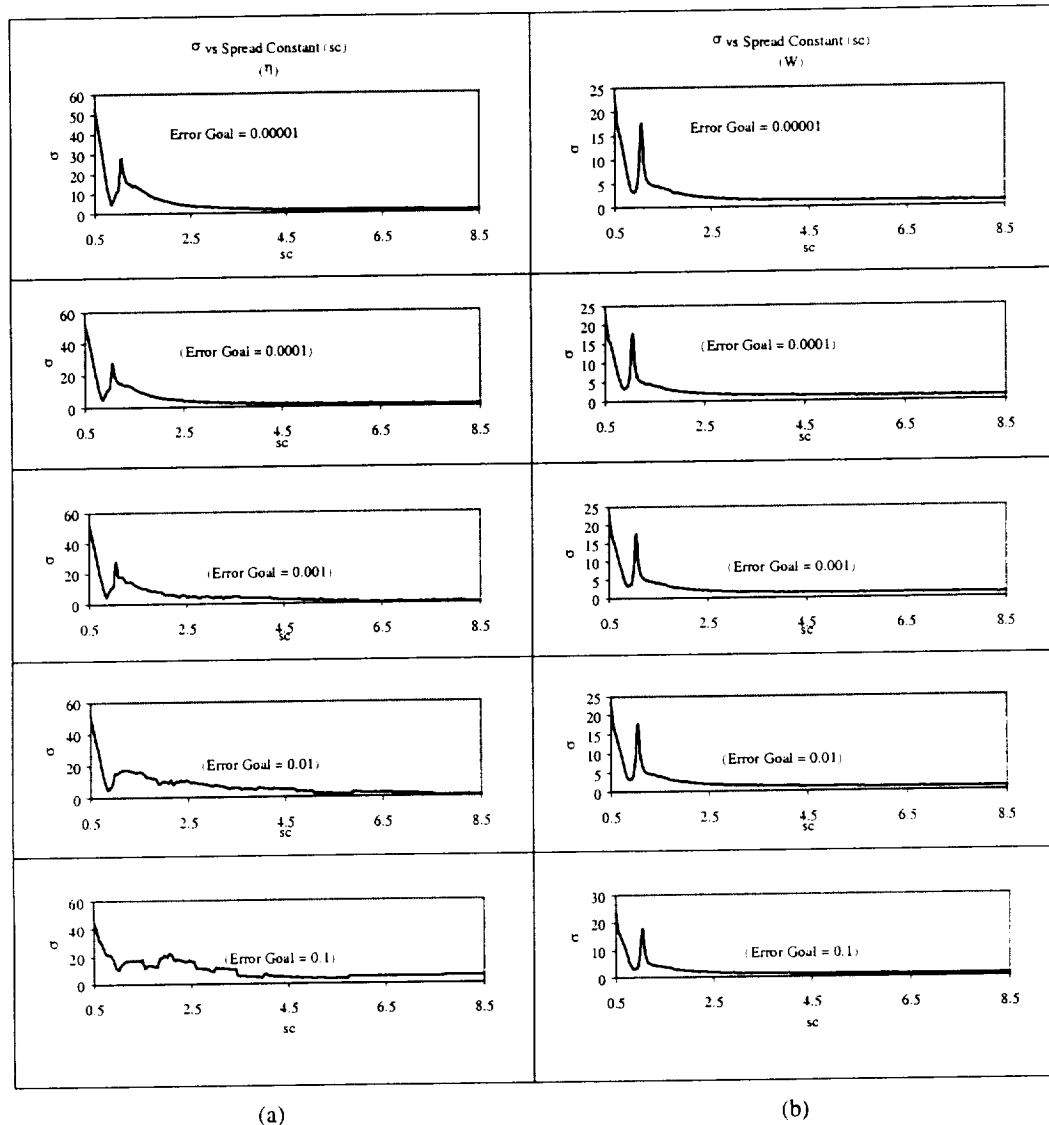 σ vs Spread Constant (sc)
(η)
60
50
40
30
20
10
0
σ
Error Goal = 0.00001
0.5
2.5
4.5
6.5
8.5
sc
60
40
20
0
σ
(Error Goal = 0.0001)
0.5
2.5
4.5
6.5
8.5
sc
60
40
20
0
σ
(Error Goal = 0.001)
0.5
2.5
4.5
6.5
8.5
sc
60
40
20
0
σ
(Error Goal = 0.01)
0.5
2.5
4.5
6.5
8.5
sc
60
40
20
0
σ
(Error Goal = 0.1)
0.5
2.5
4.5
6.5
8.5
sc
(a)
σ vs Spread Constant (sc)
(W)
25
20
15
10
5
0
σ
Error Goal = 0.00001
0.5
2.5
4.5
6.5
8.5
sc
25
20
15
10
5
0
σ
(Error Goal = 0.0001)
0.5
2.5
4.5
6.5
8.5
sc
25
20
15
10
5
0
σ
(Error Goal = 0.001)
0.5
2.5
4.5
6.5
8.5
sc
25
20
15
10
5
0
σ
(Error Goal = 0.01)
0.5
2.5
4.5
6.5
8.5
sc
30
20
10
0
σ
(Error Goal = 0.1)
0.5
2.5
4.5
6.5
8.5
sc
(b)